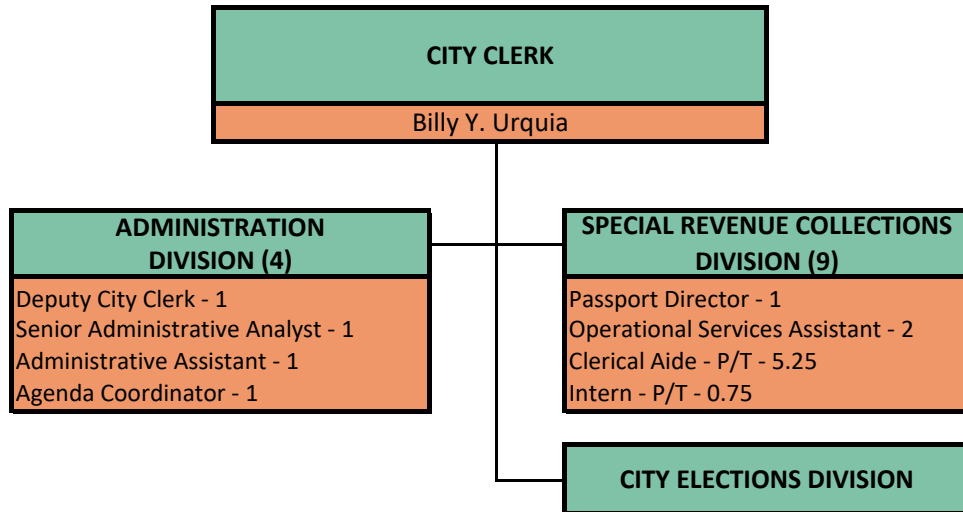 CITY CLERK
Billy Y. Urquia
ADMINISTRATION
DIVISION (4)
Deputy City Clerk - 1
Senior Administrative Analyst - 1
Administrative Assistant - 1
Agenda Coordinator - 1
SPECIAL REVENUE COLLECTIONS
DIVISION (9)
Passport Director - 1
Operational Services Assistant - 2
Clerical Aide - P/T - 5.25
Intern - P/T - 0.75
CITY ELECTIONS DIVISION